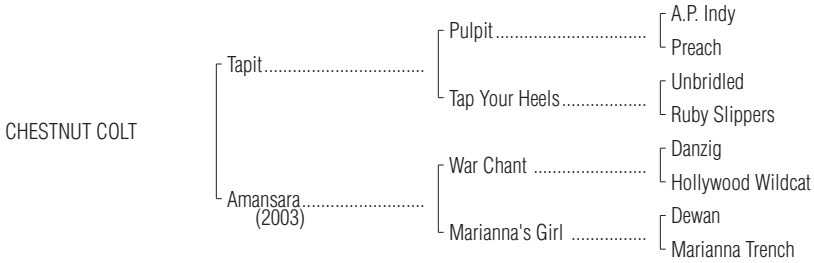 A.P. Indy
Pulpit................................
Preach
Tapit..................................
Unbridled
Tap Your Heels..................
Ruby Slippers
CHESTNUT COLT
Danzig
War Chant ........................
Hollywood Wildcat
Amansara..........................
(2003)
Dewan
Marianna's Girl ................
Marianna Trench